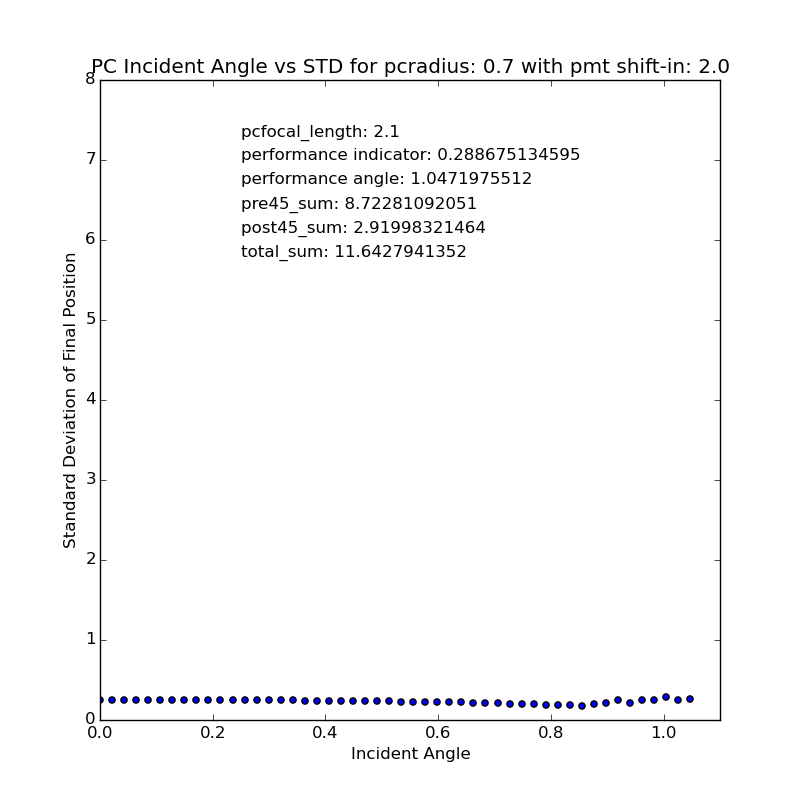 PC Incident Angle vs STD for pcradius: 0.7 with pmt shift-in: 2.0
8
pcfocal_length: 2.1
performance indicator: 0.288675134595
7
performance angle: 1.0471975512
pre45_sum: 8.72281092051
post45_sum: 2.91998321464
6
total_sum: 11.6427941352
Standard Deviation of Final Position
5
4
3
2
1
0
0.0 0.2 0.4 0.6 0.8 1.0
Incident Angle